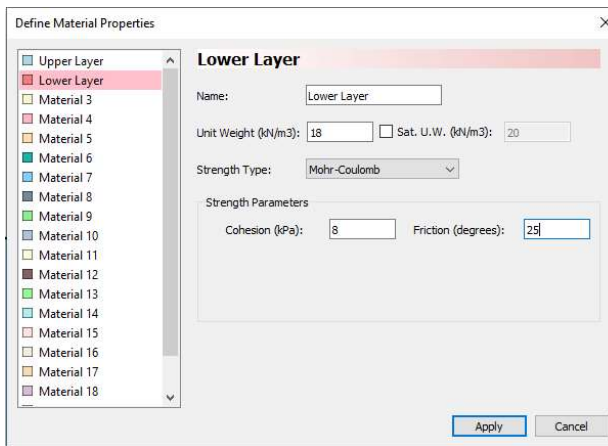 Define Material Properties
Upper Layer
Lower Layer
Material 3
Material 4
Material 5
Material 6
Material 7
Material 8
Material 9
Material 10
Material 11
Material 12
Material 13
Material 14
Material 15
Material 16
Material 17
Material 18
Lower Layer
Name: Lower Layer
Unit Weight (kN/m3): 18 Sat. U.W. (kN/m3): 20
Strength Type: Mohr-Coulomb
Strength Parameters
Cohesion (kPa): 8 Friction (degrees): 25
Apply Cancel